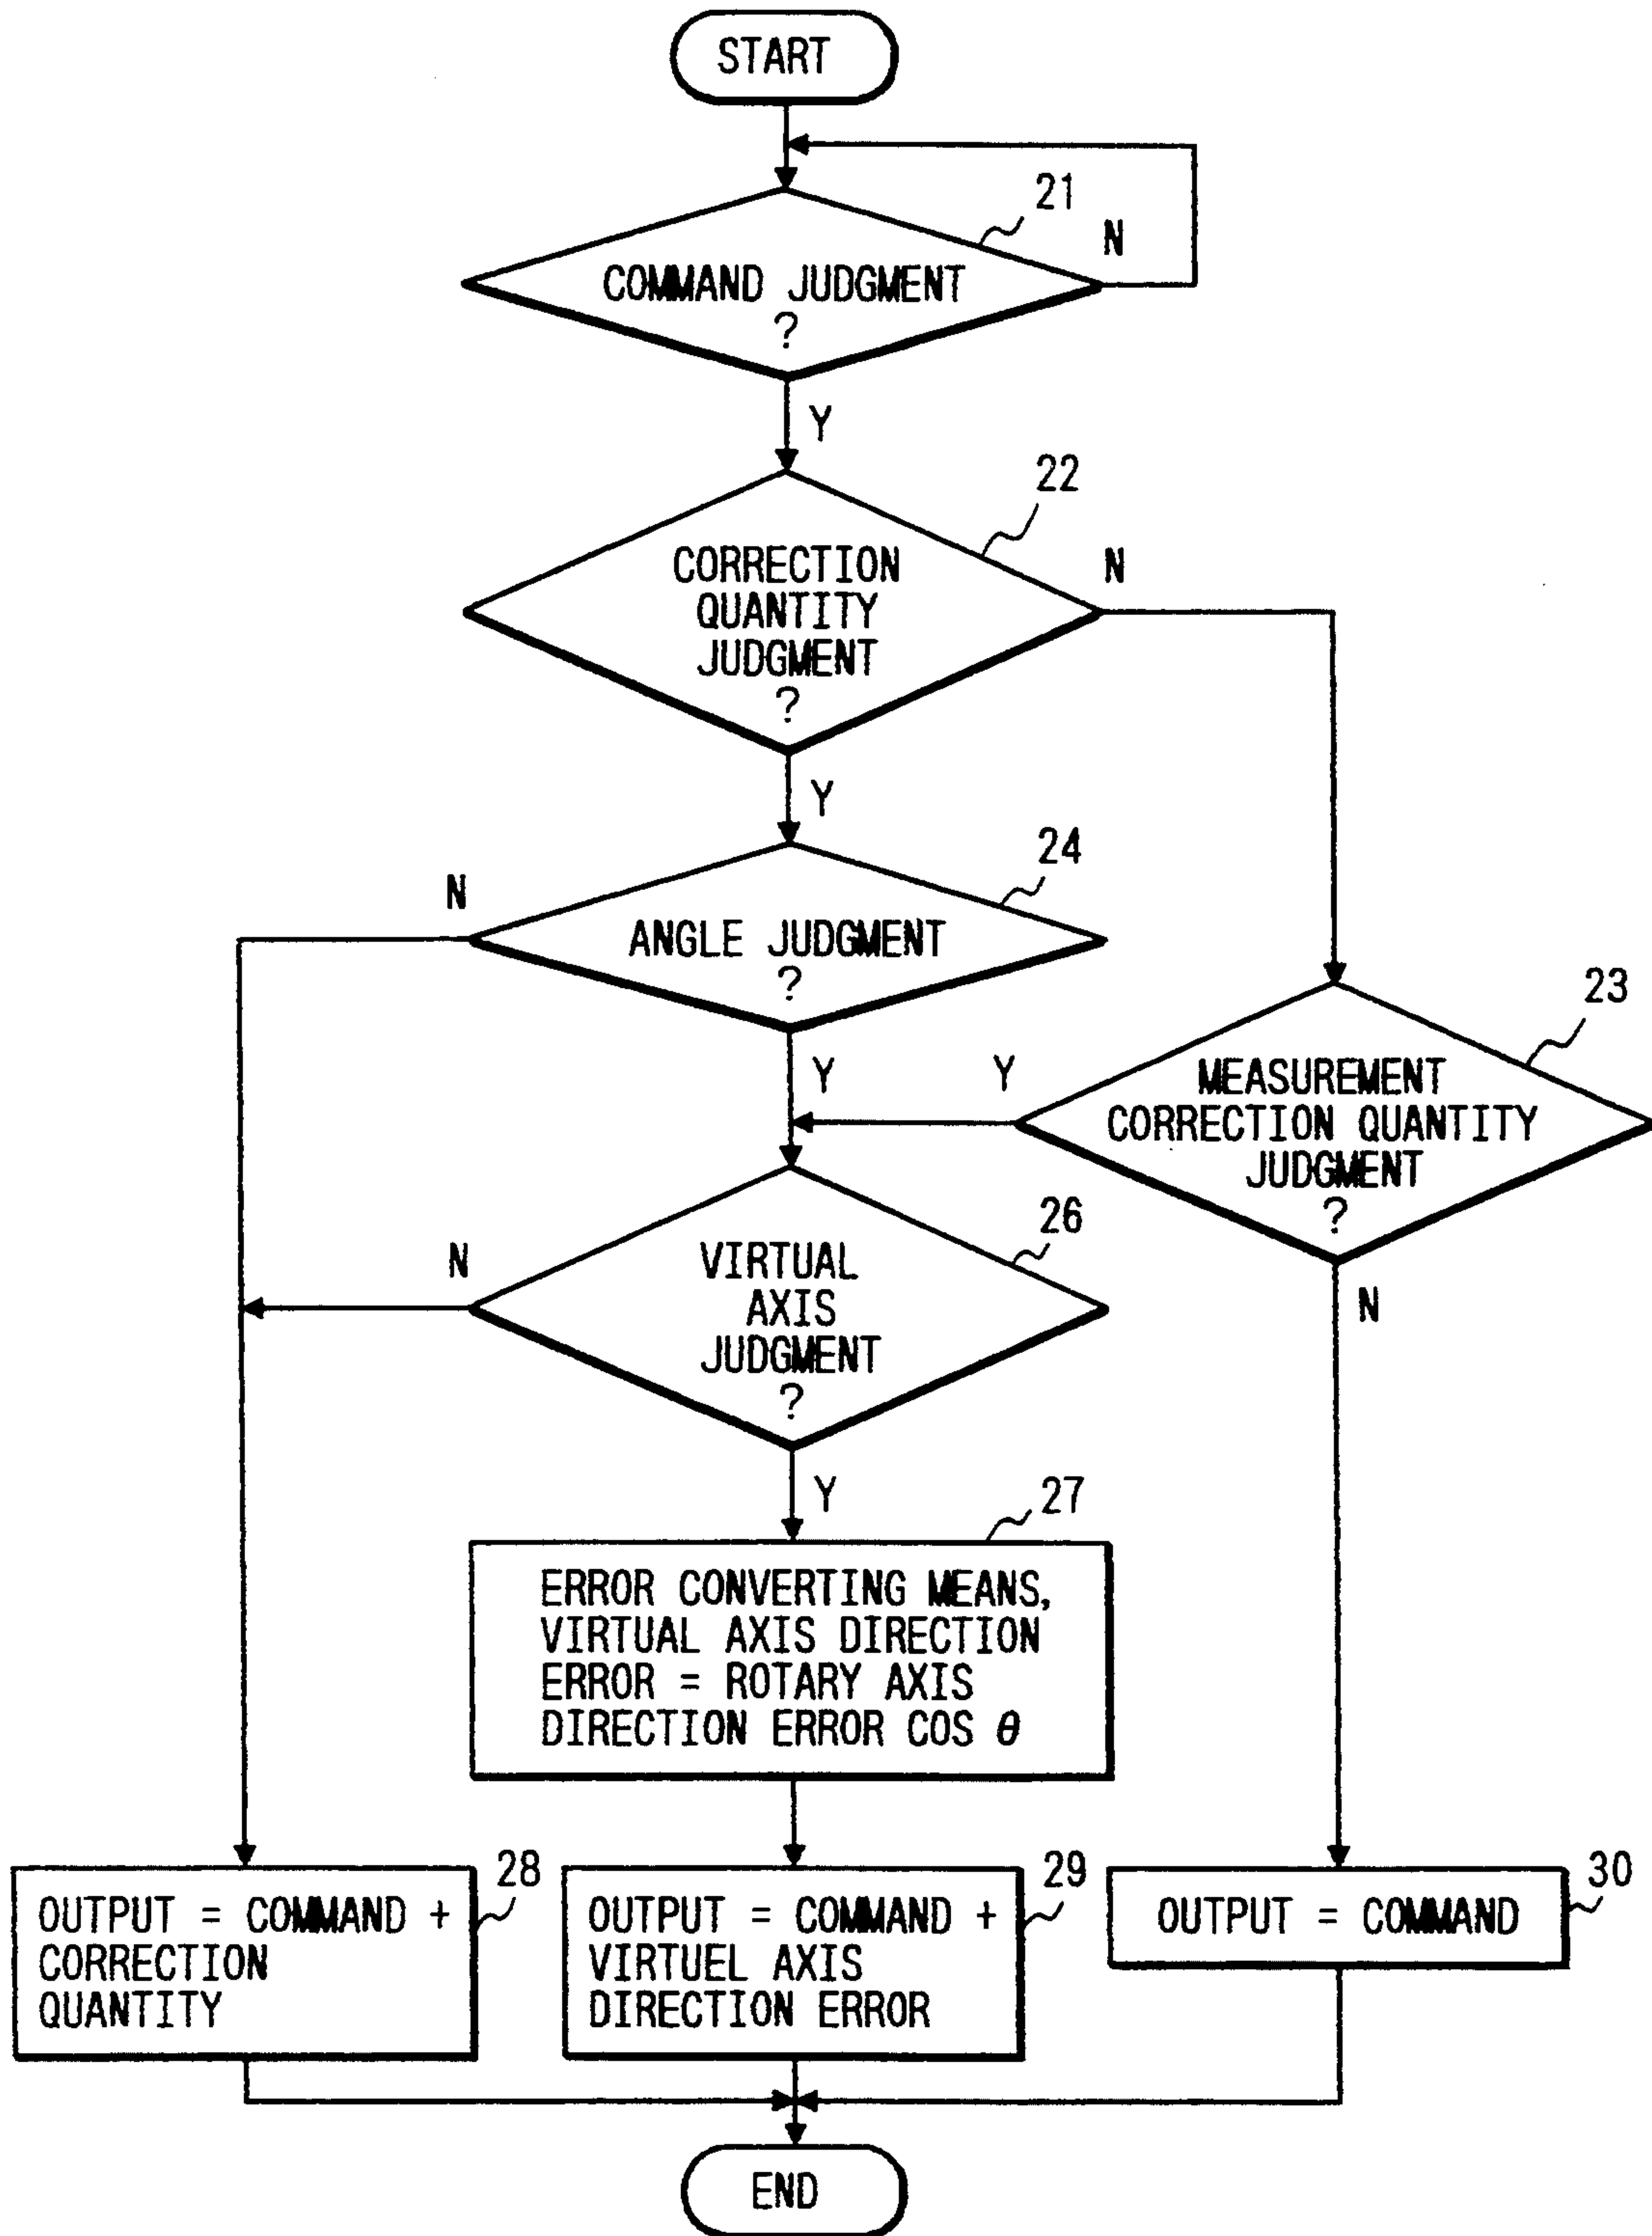 START
21
N
COMMAND JUDGMENT
?
Y
22
CORRECTION
QUANTITY
JUDGMENT
?
N
Y
24
N
ANGLE JUDGMENT
?
Y
23
Y
MEASUREMENT
CORRECTION QUANTITY
JUDGMENT
?
N
26
N
VIRTUAL
AXIS
JUDGMENT
?
Y
27
ERROR CONVERTING MEANS,
VIRTUAL AXIS DIRECTION
ERROR = ROTARY AXIS
DIRECTION ERROR COS θ
28
OUTPUT = COMMAND +
CORRECTION
QUANTITY
29
OUTPUT = COMMAND +
VIRTUEL AXIS
DIRECTION ERROR
30
OUTPUT = COMMAND
END